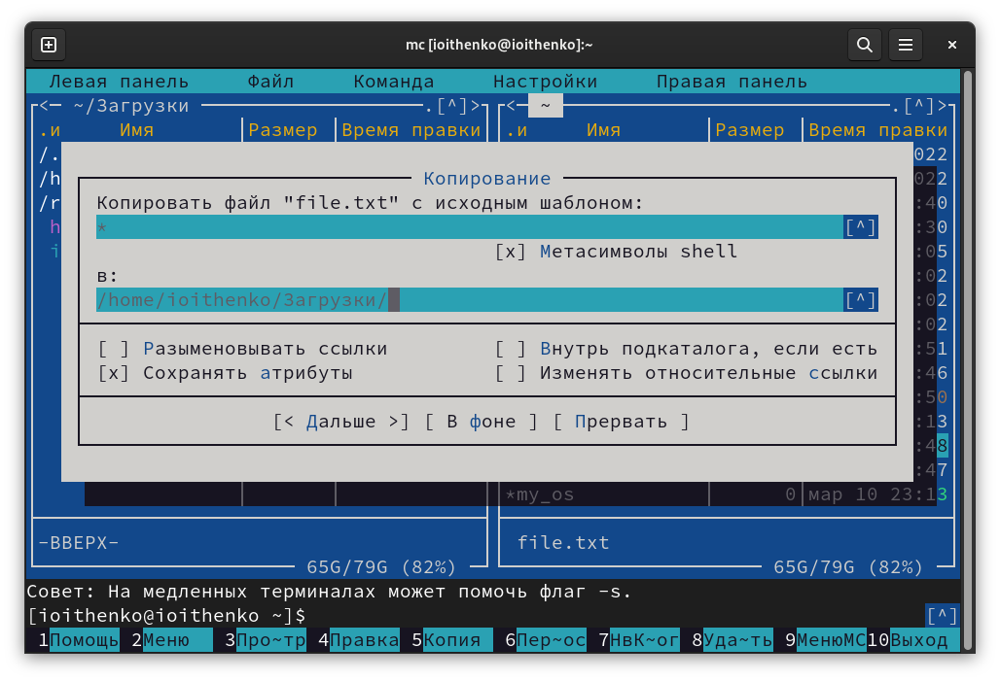 mc [ioithenko@ioithenko]:~
Левая панель Файл Команда Настройки Правая панель
<─ ~/Загрузки .[^]> <─ ~ .[^]>
.и Имя Размер Время правки .и Имя Размер Время правки
/. 022
/h 022
/r :40
h :30
i :05
:02
:02
:02
:51
:46
:50
:13
:48
:47
Копирование
Копировать файл "file.txt" с исходным шаблоном:
* [^]
[x] Метасимволы shell
в:
/home/ioithenko/Загрузки/ [^]
[ ] Разыменовывать ссылки [ ] Внутрь подкаталога, если есть
[x] Сохранять атрибуты [ ] Изменять относительные ссылки
[< Дальше >] [ В фоне ] [ Прервать ]
*my_os 0 мар 10 23:13
-ВВЕРХ- file.txt
65G/79G (82%) 65G/79G (82%)
Совет: На медленных терминалах может помочь флаг -s.
[ioithenko@ioithenko ~]$ [^]
1Помощь 2Меню 3Про~тр 4Правка 5Копия 6Пер~ос 7НвК~ог 8Уда~ть 9МенюМС10Выход